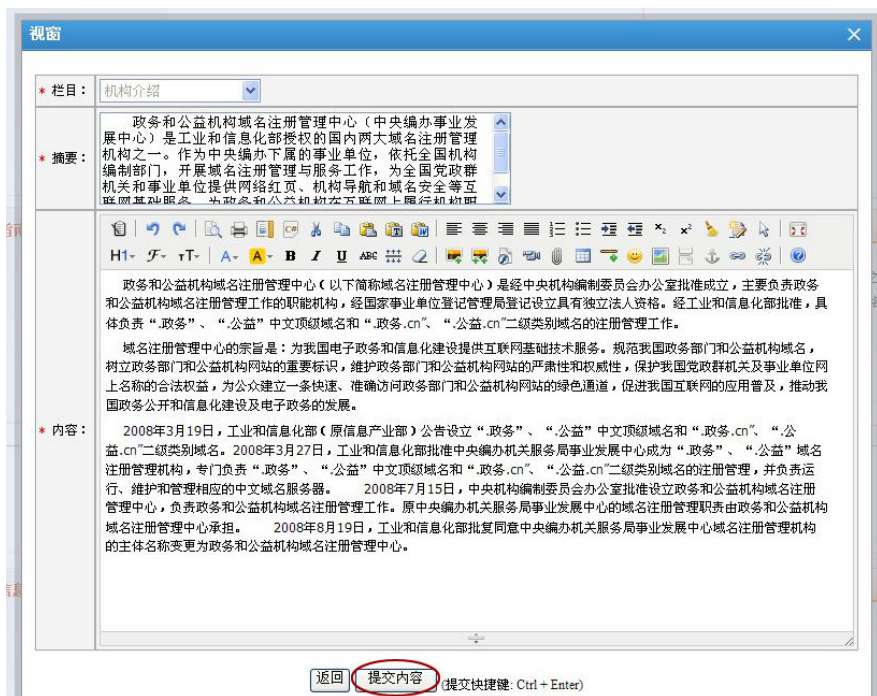 视窗
* 栏目： 机构介绍
* 摘要：
政务和公益机构域名注册管理中心（中央编办事业发
展中心）是工业和信息化部授权的国内两大域名注册管理
机构之一。作为中央编办下属的事业单位，依托全国机构
编制部门，开展域名注册管理与服务工作，为全国党政群
机关和事业单位提供网络红页、机构导航和域名安全等互
联网基础服务，为政务和公益机构在互联网上履行机构职
H1 F T A A B I U ABC
政务和公益机构域名注册管理中心（以下简称域名注册管理中心）是经中央机构编制委员会办公室批准成立，主要负责政务
和公益机构域名注册管理工作的职能机构，经国家事业单位登记管理局登记设立具有独立法人资格。经工业和信息化部批准，具
体负责“.政务”、“.公益”中文顶级域名和“.政务.cn”、“.公益.cn”二级类别域名的注册管理工作。
域名注册管理中心的宗旨是：为我国电子政务和信息化建设提供互联网基础技术服务。规范我国政务部门和公益机构域名，
树立政务部门和公益机构网站的重要标识，维护政务部门和公益机构网站的严肃性和权威性，保护我国党政群机关及事业单位网
上名称的合法权益，为公众建立一条快速、准确访问政务部门和公益机构网站的绿色通道，促进我国互联网的应用普及，推动我
国政务公开和信息化建设及电子政务的发展。
* 内容：
2008年3月19日，工业和信息化部（原信息产业部）公告设立“.政务”、“.公益”中文顶级域名和“.政务.cn”、“.公
益.cn”二级类别域名。2008年3月27日，工业和信息化部批准中央编办机关服务局事业发展中心成为“.政务”、“.公益”域名
注册管理机构，专门负责“.政务”、“.公益”中文顶级域名和“.政务.cn”、“.公益.cn”二级类别域名的注册管理，并负责运
行、维护和管理相应的中文域名服务器。 2008年7月15日，中央机构编制委员会办公室批准设立政务和公益机构域名注册
管理中心，负责政务和公益机构域名注册管理工作。原中央编办机关服务局事业发展中心的域名注册管理职责由政务和公益机构
域名注册管理中心承担。 2008年8月19日，工业和信息化部批复同意中央编办机关服务局事业发展中心域名注册管理机构
的主体名称变更为政务和公益机构域名注册管理中心。
返回 提交内容 (提交快捷键: Ctrl + Enter)